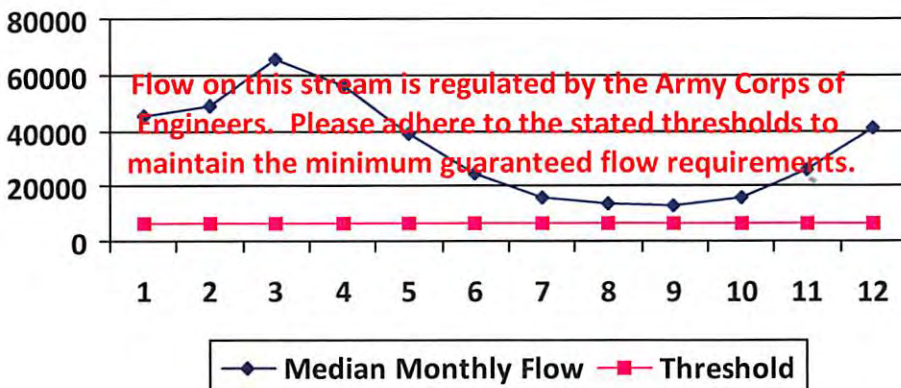 80000
60000
40000
20000
0
Flow on this stream is regulated by the Army Corps of
Engineers. Please adhere to the stated thresholds to
maintain the minimum guaranteed flow requirements.
1 2 3 4 5 6 7 8 9 10 11 12
Median Monthly Flow Threshold